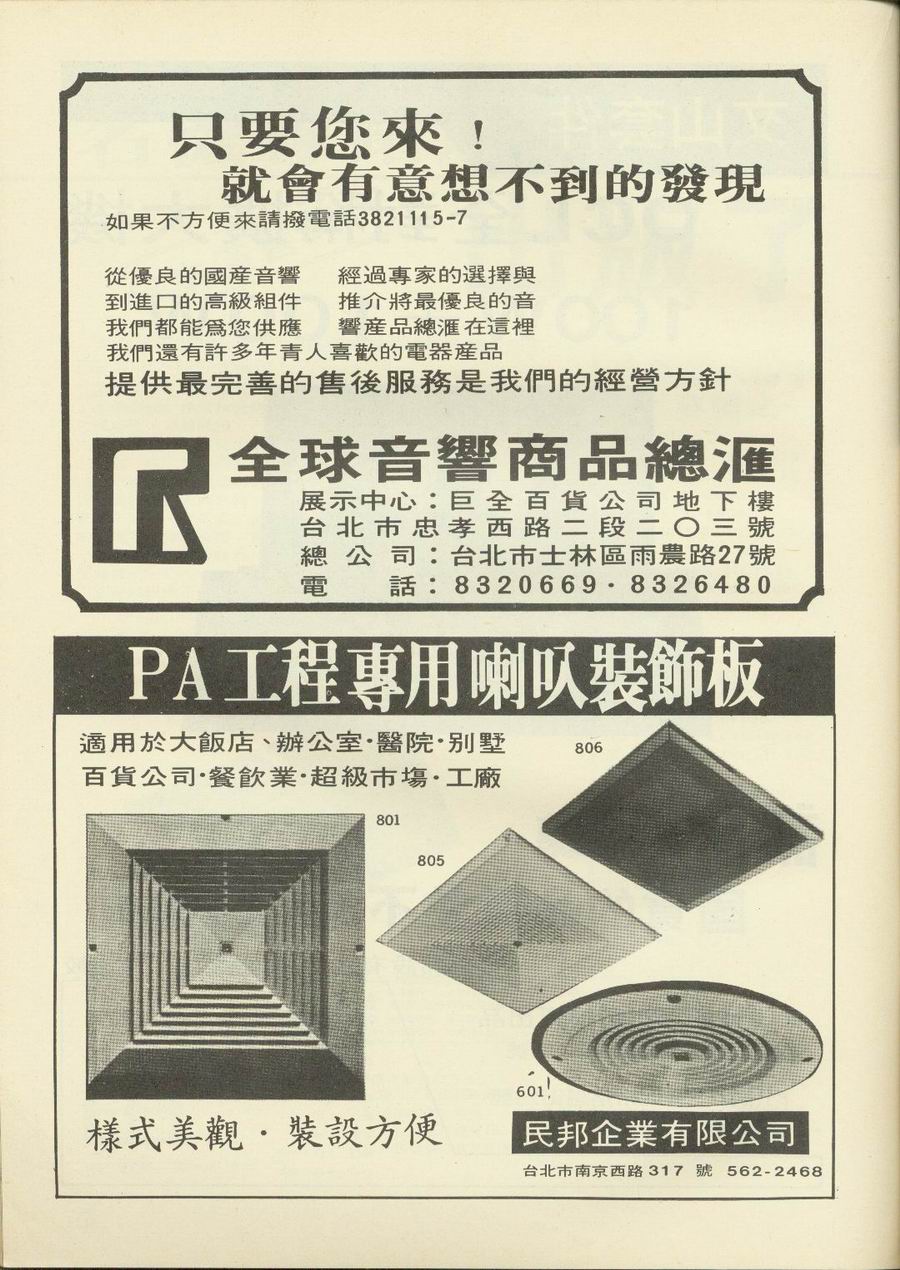 只要您來！
就會有意想不到的發現
如果不方便來請撥電話3821115-7
從優良的國産音響　經過專家的選擇與
到進口的高級組件　推介將最優良的音
我們都能爲您供應　響産品總滙在這裡
我們還有許多年青人喜歡的電器産品
提供最完善的售後服務是我們的經營方針
全球音響商品總滙
展示中心：巨全百貨公司地下樓
台北市忠孝西路二段二〇三號
總公司：台北市士林區雨農路27號
電話：8320669·8326480
PA工程專用喇叭裝飾板
適用於大飯店、辦公室·醫院·别墅
百貨公司·餐飲業·超級市場·工廠
806
801
805
601
樣式美觀·裝設方便
民邦企業有限公司
台北市南京西路317號 562-2468